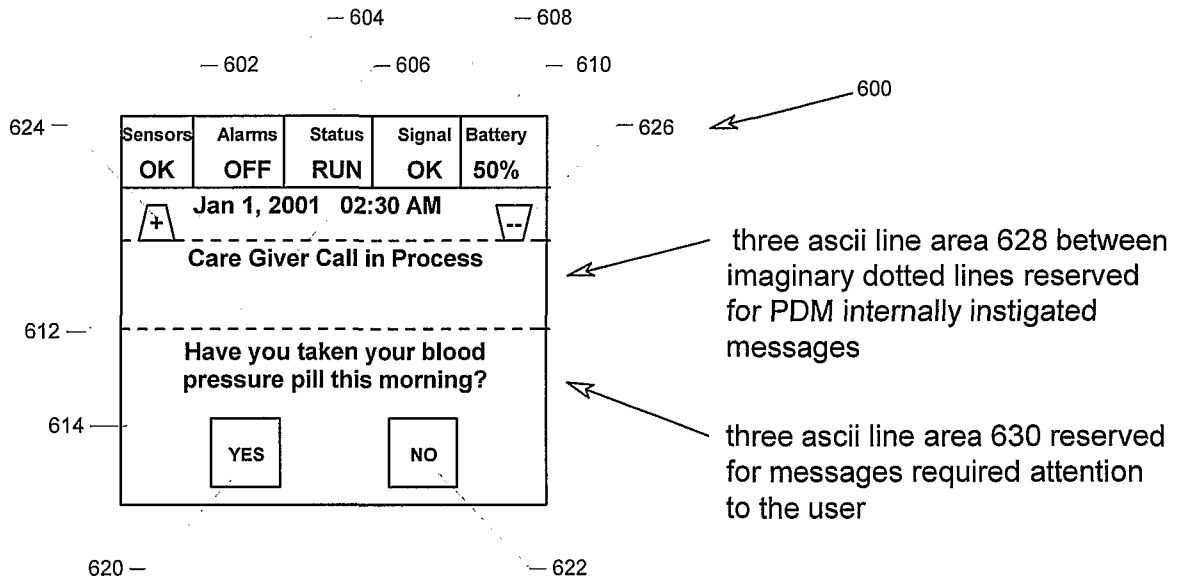 604
608
602
606
610
600
624
626
Sensors Alarms Status Signal Battery
OK OFF RUN OK 50%
+ Jan 1, 2001 02:30 AM --
Care Giver Call in Process
three ascii line area 628 between
imaginary dotted lines reserved
for PDM internally instigated
messages
612
Have you taken your blood
pressure pill this morning?
614
YES NO
three ascii line area 630 reserved
for messages required attention
to the user
620
622